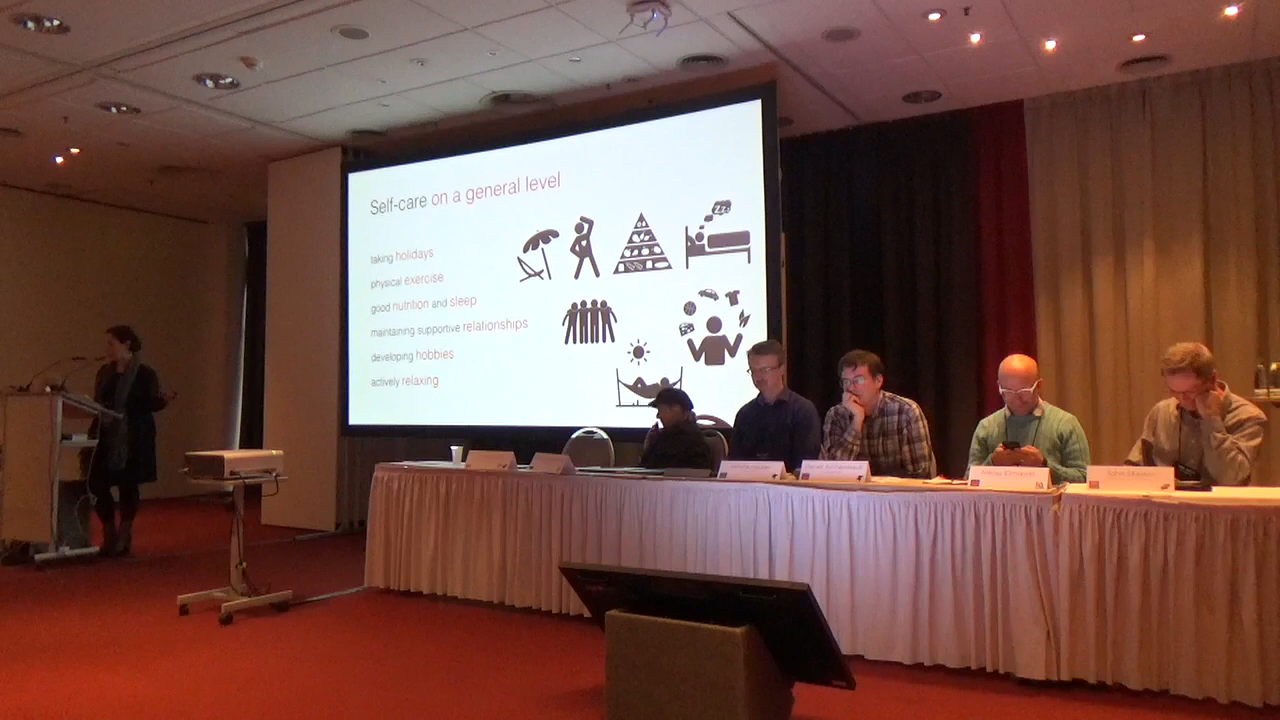 Self-care on a general level
taking holidays
physical exercise
good nutrition and sleep
maintaining supportive relationships
developing hobbies
actively relaxing